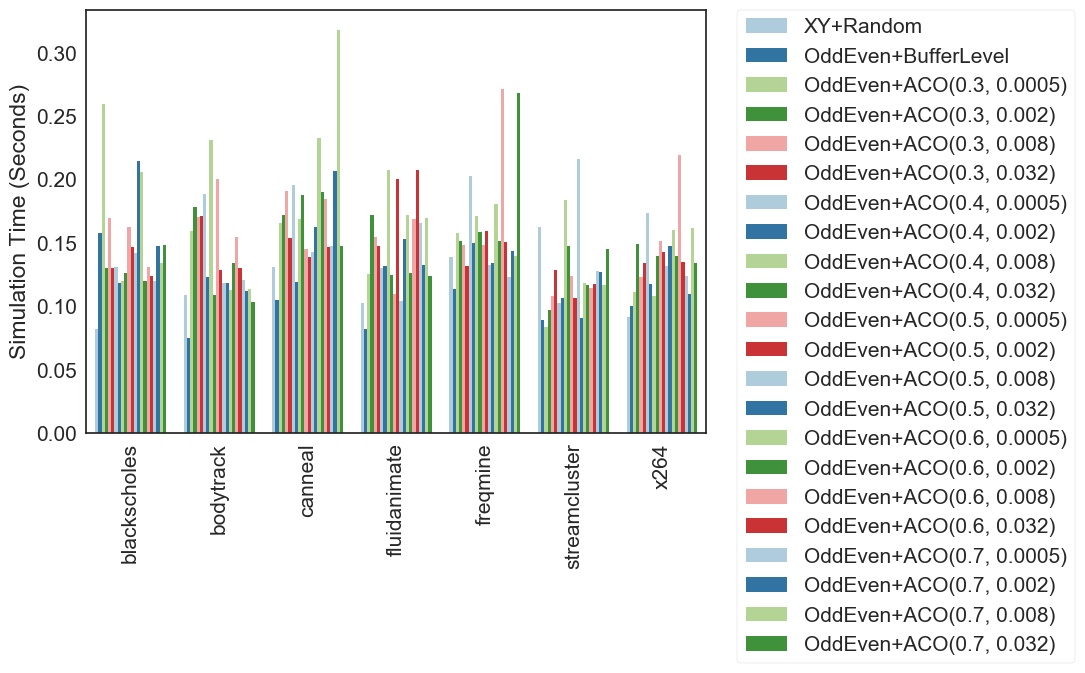 Simulation Time (Seconds)
0.30
0.25
0.20
0.15
0.10
0.05
0.00
blackscholes
bodytrack
canneal
fluidanimate
freqmine
streamcluster
x264
XY+Random
OddEven+BufferLevel
OddEven+ACO(0.3, 0.0005)
OddEven+ACO(0.3, 0.002)
OddEven+ACO(0.3, 0.008)
OddEven+ACO(0.3, 0.032)
OddEven+ACO(0.4, 0.0005)
OddEven+ACO(0.4, 0.002)
OddEven+ACO(0.4, 0.008)
OddEven+ACO(0.4, 0.032)
OddEven+ACO(0.5, 0.0005)
OddEven+ACO(0.5, 0.002)
OddEven+ACO(0.5, 0.008)
OddEven+ACO(0.5, 0.032)
OddEven+ACO(0.6, 0.0005)
OddEven+ACO(0.6, 0.002)
OddEven+ACO(0.6, 0.008)
OddEven+ACO(0.6, 0.032)
OddEven+ACO(0.7, 0.0005)
OddEven+ACO(0.7, 0.002)
OddEven+ACO(0.7, 0.008)
OddEven+ACO(0.7, 0.032)